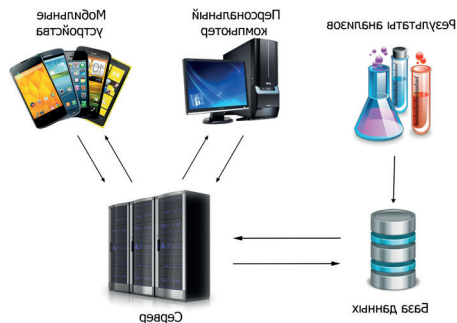 Мобильные
устройства
Персональный
компьютер
Результаты анализов
Сервер
База данных